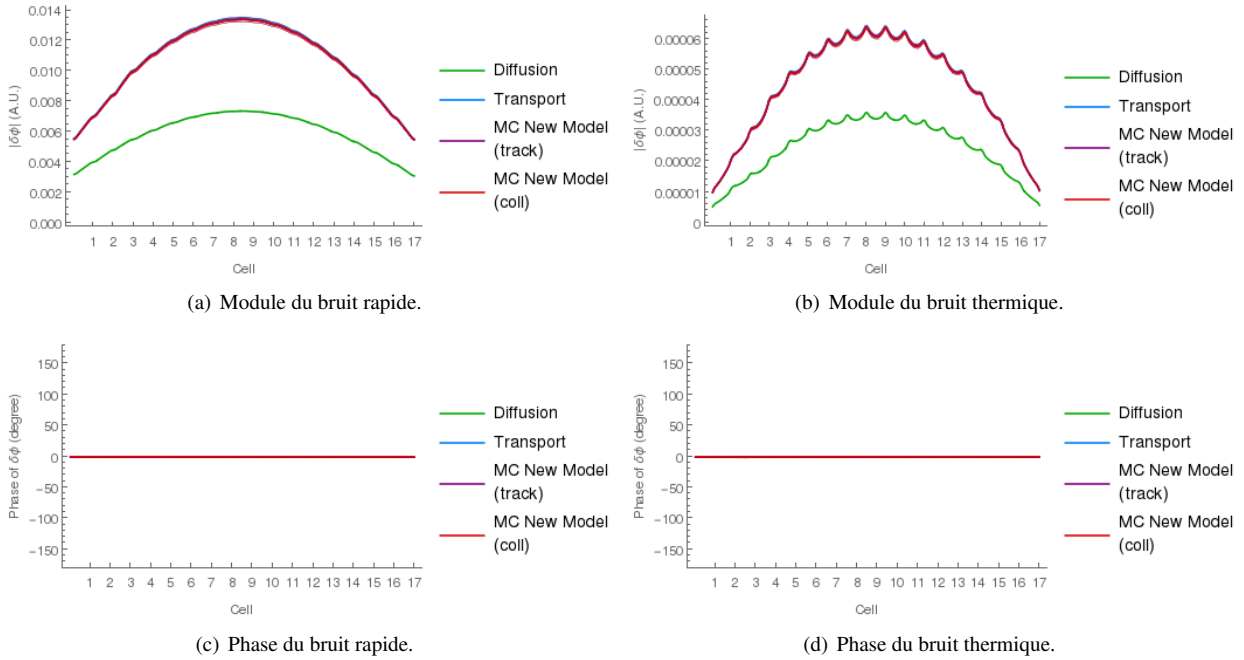 0.014
0.012
0.010
0.008
0.006
0.004
0.002
0.000
|δϕ| (A.U.)
1 2 3 4 5 6 7 8 9 10 11 12 13 14 15 16 17
Cell
Diffusion
Transport
MC New Model
(track)
MC New Model
(coll)
(a) Module du bruit rapide.
0.00006
0.00005
0.00004
0.00003
0.00002
0.00001
0
|δϕ| (A.U.)
1 2 3 4 5 6 7 8 9 10 11 12 13 14 15 16 17
Cell
Diffusion
Transport
MC New Model
(track)
MC New Model
(coll)
(b) Module du bruit thermique.
150
100
50
0
−50
−100
−150
Phase of δϕ (degree)
1 2 3 4 5 6 7 8 9 10 11 12 13 14 15 16 17
Cell
Diffusion
Transport
MC New Model
(track)
MC New Model
(coll)
(c) Phase du bruit rapide.
150
100
50
0
−50
−100
−150
Phase of δϕ (degree)
1 2 3 4 5 6 7 8 9 10 11 12 13 14 15 16 17
Cell
Diffusion
Transport
MC New Model
(track)
MC New Model
(coll)
(d) Phase du bruit thermique.